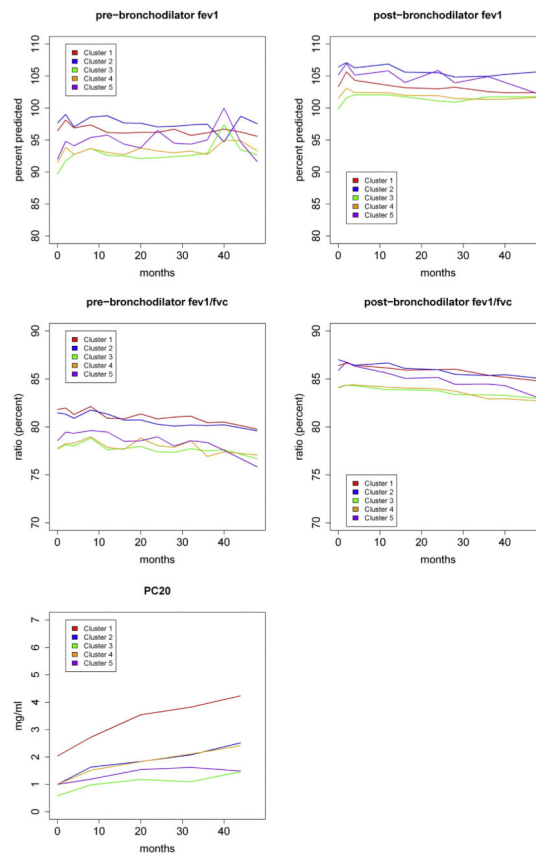 pre−bronchodilator fev1
percent predicted
110
105
100
95
90
85
80
Cluster 1
Cluster 2
Cluster 3
Cluster 4
Cluster 5
0 10 20 30 40
months
post−bronchodilator fev1
percent predicted
110
105
100
95
90
85
80
Cluster 1
Cluster 2
Cluster 3
Cluster 4
Cluster 5
0 10 20 30 40
months
pre−bronchodilator fev1/fvc
ratio (percent)
90
85
80
75
70
Cluster 1
Cluster 2
Cluster 3
Cluster 4
Cluster 5
0 10 20 30 40
months
post−bronchodilator fev1/fvc
ratio (percent)
90
85
80
75
70
Cluster 1
Cluster 2
Cluster 3
Cluster 4
Cluster 5
0 10 20 30 40
months
PC20
mg/ml
7
6
5
4
3
2
1
0
Cluster 1
Cluster 2
Cluster 3
Cluster 4
Cluster 5
0 10 20 30 40
months